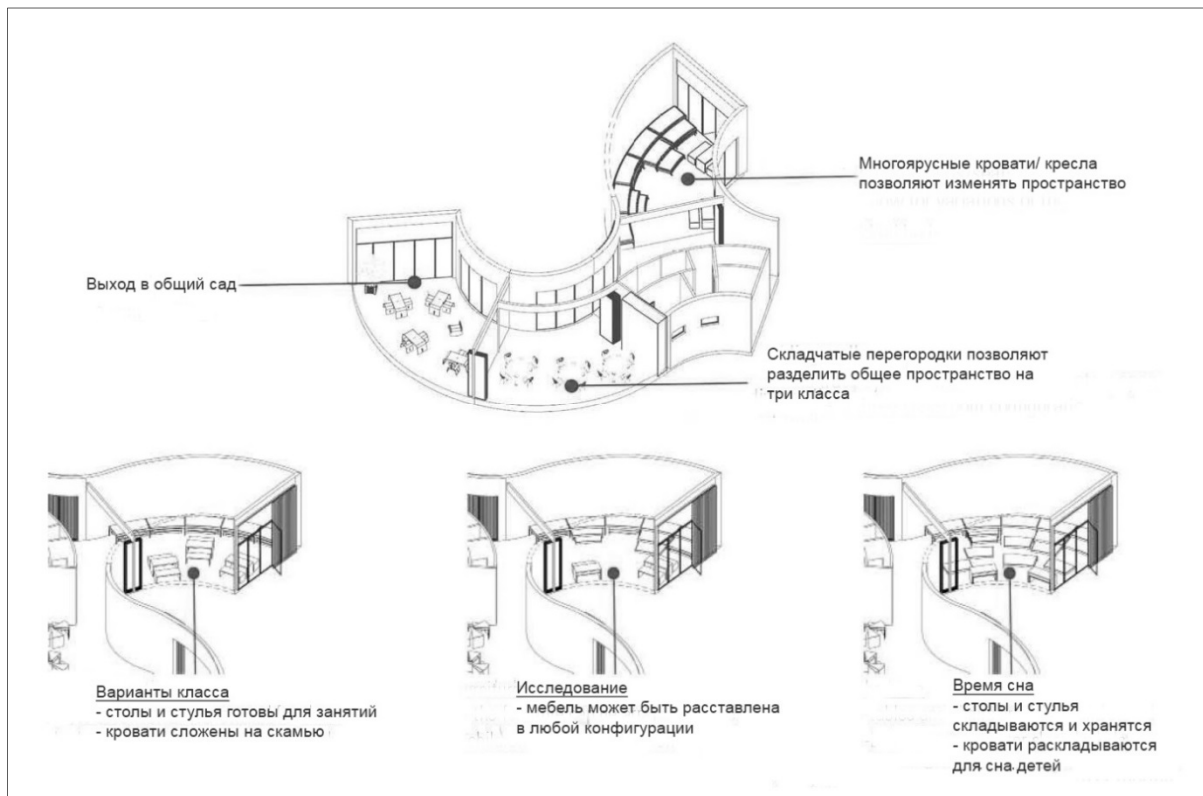 Многоярусные кровати/ кресла
позволяют изменять пространство
Выход в общий сад
Складчатые перегородки позволяют
разделить общее пространство на
три класса
Варианты класса
- столы и стулья готовы для занятий
- кровати сложены на скамью
Исследование
- мебель может быть расставлена
в любой конфигурации
Время сна
- столы и стулья
складываются и хранятся
- кровати раскладываются
для сна детей